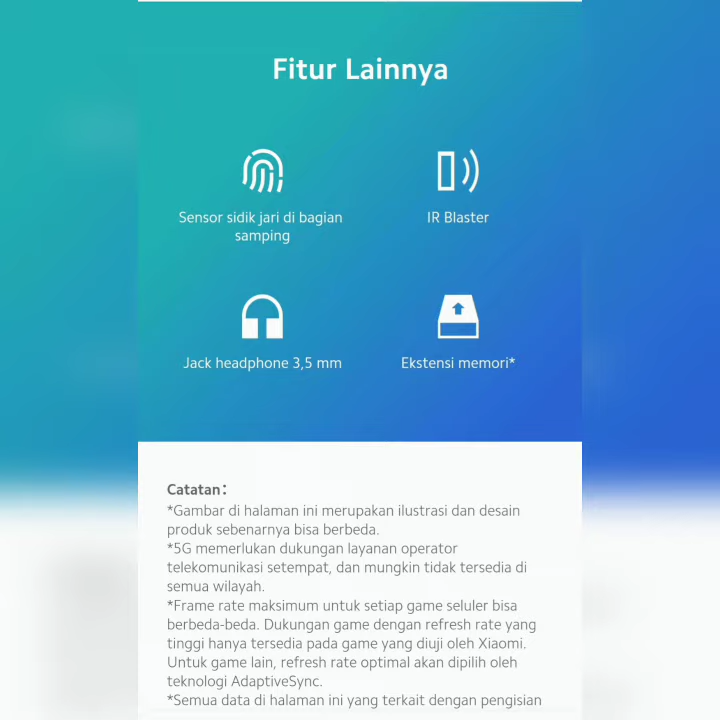 Fitur Lainnya
Sensor sidik jari di bagian
samping
IR Blaster
Jack headphone 3,5 mm
Ekstensi memori*
Catatan:
*Gambar di halaman ini merupakan ilustrasi dan desain
produk sebenarnya bisa berbeda.
*5G memerlukan dukungan layanan operator
telekomunikasi setempat, dan mungkin tidak tersedia di
semua wilayah.
*Frame rate maksimum untuk setiap game seluler bisa
berbeda-beda. Dukungan game dengan refresh rate yang
tinggi hanya tersedia pada game yang diuji oleh Xiaomi.
Untuk game lain, refresh rate optimal akan dipilih oleh
teknologi AdaptiveSync.
*Semua data di halaman ini yang terkait dengan pengisian